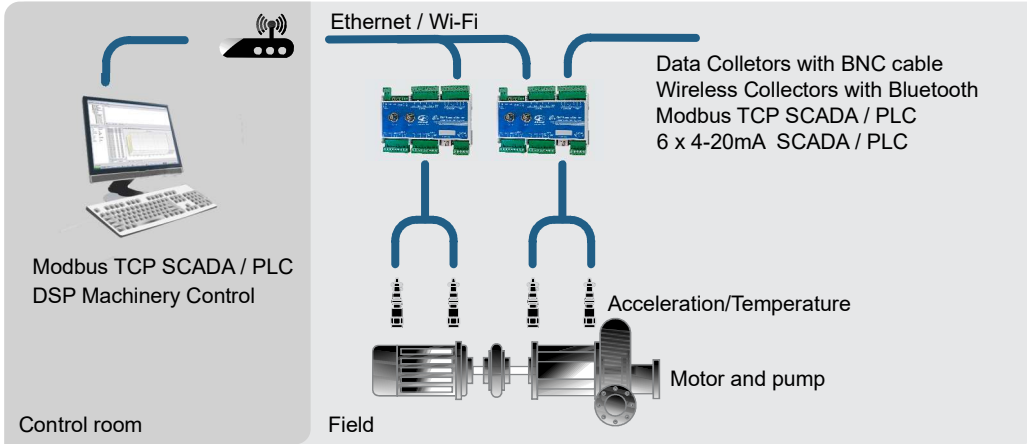 Ethernet / Wi-Fi
Data Colletors with BNC cable
Wireless Collectors with Bluetooth
Modbus TCP SCADA / PLC
6 x 4-20mA  SCADA / PLC
Modbus TCP SCADA / PLC
DSP Machinery Control
Acceleration/Temperature
Motor and pump
Control room
Field